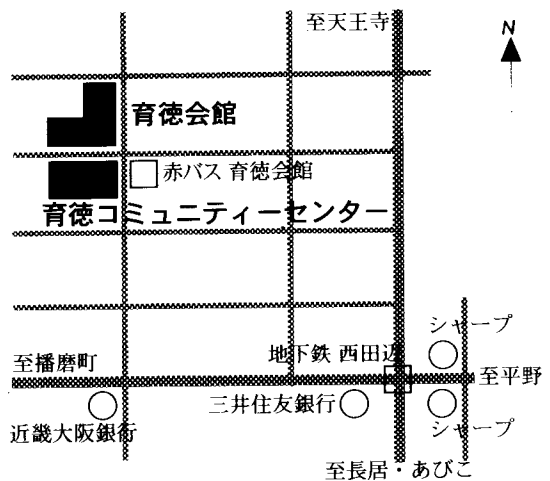 至天王寺
N
育徳会館
赤バス 育徳会館
育徳コミュニティーセンター
シャープ
地下鉄 西田辺
至播磨町
至平野
三井住友銀行
近畿大阪銀行
シャープ
至長居・あびこ